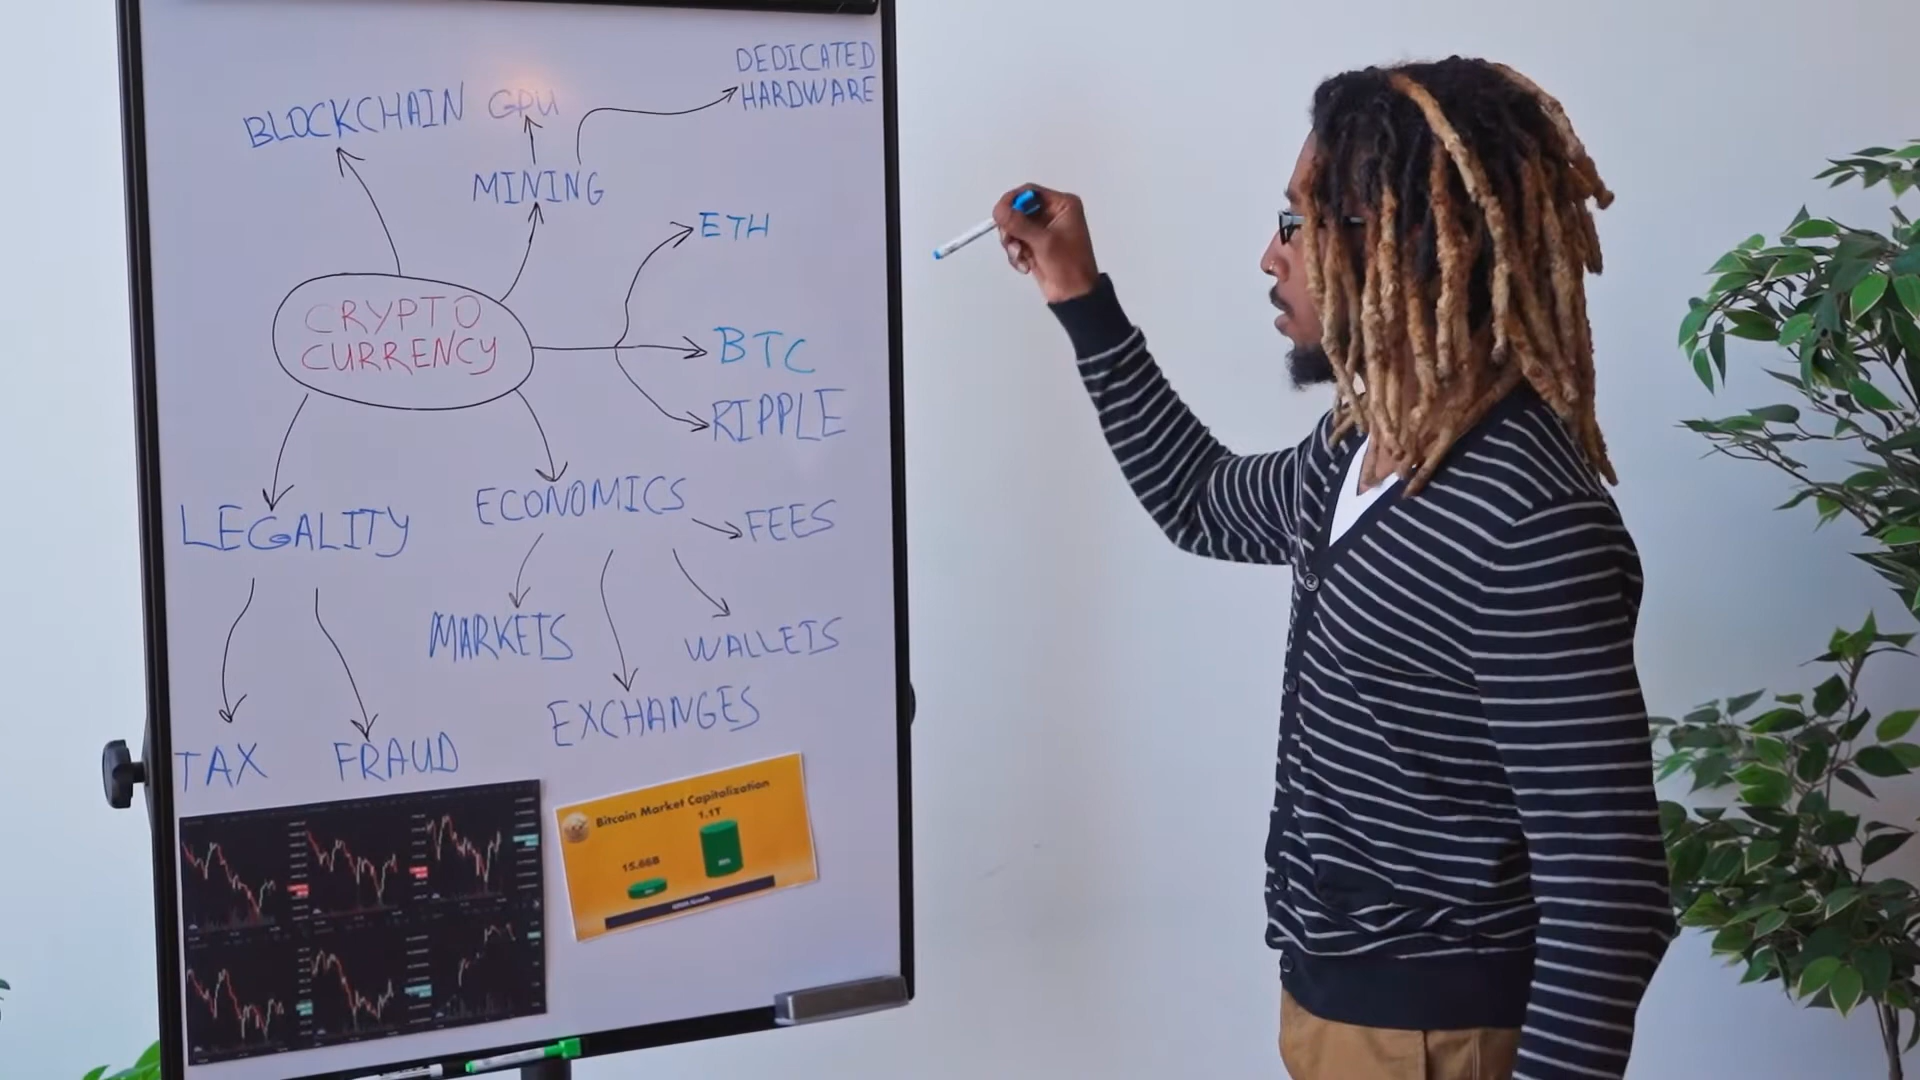 DEDICATED
HARDWARE
BLOCKCHAIN
GPU
MINING
ETH
CRYPTO
CURRENCY
BTC
RIPPLE
LEGALITY
ECONOMICS
FEES
MARKETS
WALLETS
EXCHANGES
TAX
FRAUD
Bitcoin Market Capitalization
1.1T
15.66B